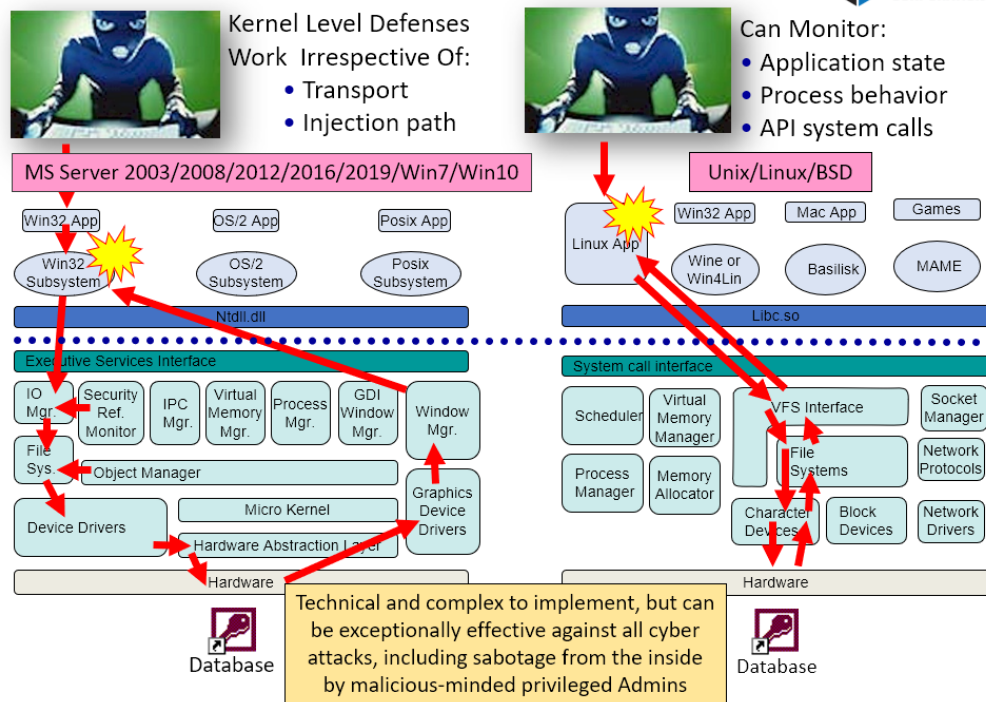 Kernel Level Defenses
Work Irrespective Of:
• Transport
• Injection path
Can Monitor:
• Application state
• Process behavior
• API system calls
MS Server 2003/2008/2012/2016/2019/Win7/Win10
Win32 App
OS/2 App
Posix App
Win32
Subsystem
OS/2
Subsystem
Posix
Subsystem
Ntdll.dll
Executive Services Interface
IO
Mgr.
Security
Ref.
Monitor
IPC
Mgr.
Virtual
Memory
Mgr.
Process
Mgr.
GDI
Window
Mgr.
Window
Mgr.
File
Sys.
Object Manager
Graphics
Device
Drivers
Micro Kernel
Device Drivers
Hardware Abstraction Layer
Hardware
Database
Unix/Linux/BSD
Linux App
Win32 App
Mac App
Games
Wine or
Win4Lin
Basilisk
MAME
Libc.so
System call interface
Scheduler
Virtual
Memory
Manager
VFS Interface
Socket
Manager
Process
Manager
Memory
Allocator
File
Systems
Network
Protocols
Character
Devices
Block
Devices
Network
Drivers
Hardware
Database
Technical and complex to implement, but can
be exceptionally effective against all cyber
attacks, including sabotage from the inside
by malicious-minded privileged Admins